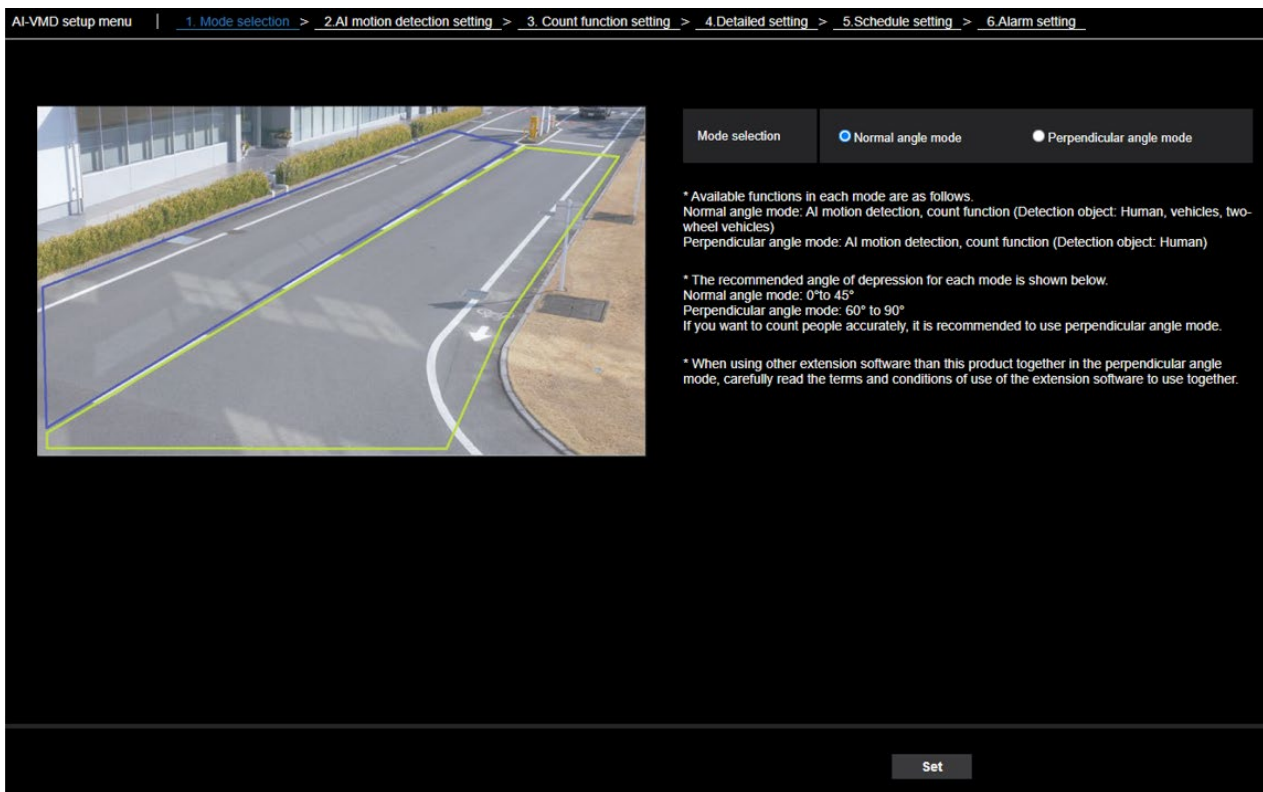 AI-VMD setup menu | 1. Mode selection > 2.AI motion detection setting > 3. Count function setting > 4.Detailed setting > 5.Schedule setting > 6.Alarm setting
Mode selection Normal angle mode Perpendicular angle mode
* Available functions in each mode are as follows.
Normal angle mode: AI motion detection, count function (Detection object: Human, vehicles, two-
wheel vehicles)
Perpendicular angle mode: AI motion detection, count function (Detection object: Human)
* The recommended angle of depression for each mode is shown below.
Normal angle mode: 0°to 45°
Perpendicular angle mode: 60° to 90°
If you want to count people accurately, it is recommended to use perpendicular angle mode.
* When using other extension software than this product together in the perpendicular angle
mode, carefully read the terms and conditions of use of the extension software to use together.
Set